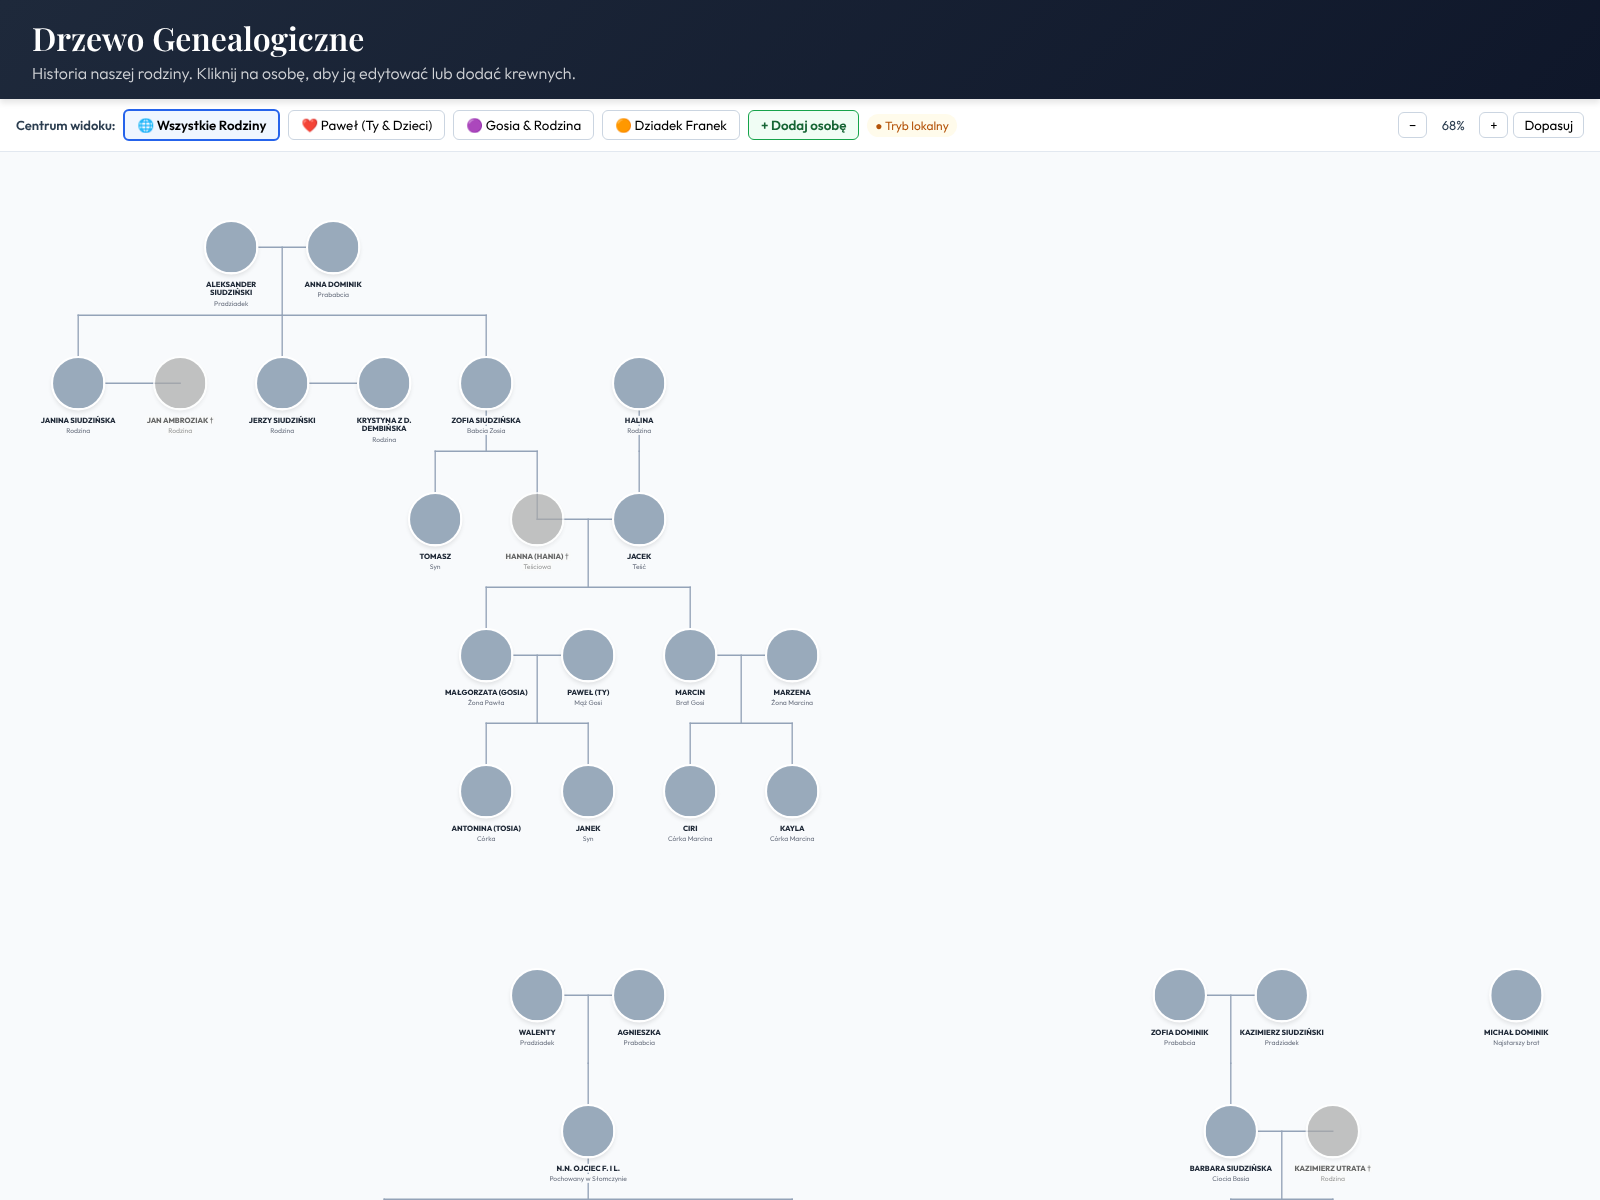 Drzewo Genealogiczne
Historia naszej rodziny. Kliknij na osobę, aby ją edytować lub dodać krewnych.
Centrum widoku:
Wszystkie Rodziny
Paweł (Ty & Dzieci)
Gosia & Rodzina
Dziadek Franek
+ Dodaj osobę
● Tryb lokalny
−
68%
+
Dopasuj
ALEKSANDER
SIUDZIŃSKI
Pradziadek
ANNA DOMINIK
Prababcia
JANINA SIUDZIŃSKA
Rodzina
JAN AMBROZIAK †
Rodzina
JERZY SIUDZIŃSKI
Rodzina
KRYSTYNA Z D.
DEMBIŃSKA
Rodzina
ZOFIA SIUDZIŃSKA
Babcia Zosia
HALINA
Rodzina
TOMASZ
Syn
HANNA (HANIA) †
Teściowa
JACEK
Teść
MAŁGORZATA (GOSIA)
Żona Pawła
PAWEŁ (TY)
Mąż Gosi
MARCIN
Brat Gosi
MARZENA
Żona Marcina
ANTONINA (TOSIA)
Córka
JANEK
Syn
CIRI
Córka Marcina
KAYLA
Córka Marcina
WALENTY
Pradziadek
AGNIESZKA
Prababcia
ZOFIA DOMINIK
Prababcia
KAZIMIERZ SIUDZIŃSKI
Pradziadek
MICHAŁ DOMINIK
Najstarszy brat
N.N. OJCIEC F. I L.
Pochowany w Słomczynie
BARBARA SIUDZIŃSKA
Ciocia Basia
KAZIMIERZ UTRATA †
Rodzina